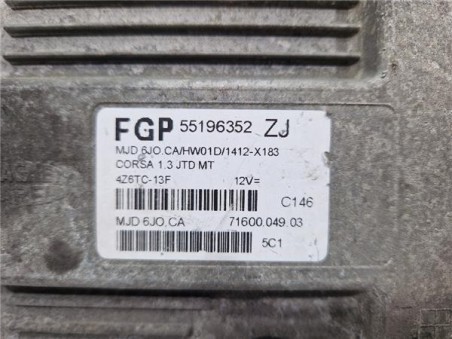 FGP 55196352 ZJ
MJD 6JO.CA/HW01D/1412-X183
CORSA 1.3 JTD MT
4Z6TC-13F 12V=
C146
MJD 6JO.CA 71600.049.03
5C1